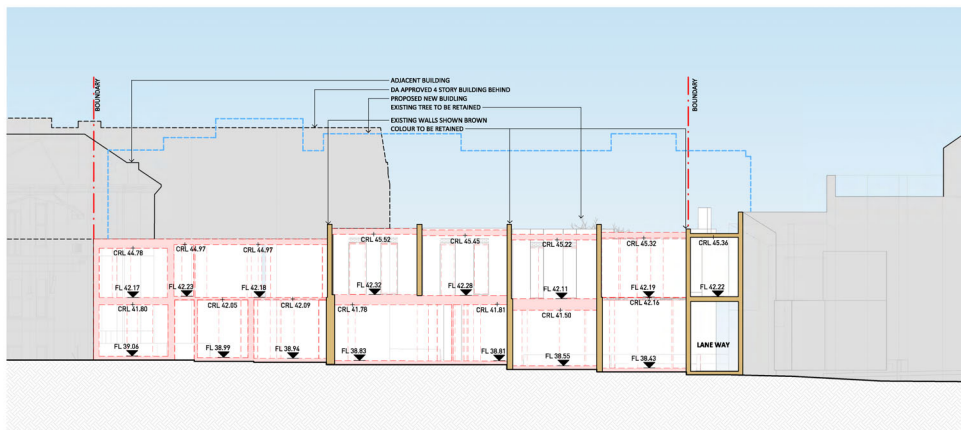 ADJACENT BUILDING
DA APPROVED 4 STORY BUILDING BEHIND
PROPOSED NEW BUIDLING
EXISTING TREE TO BE RETAINED
EXISTING WALLS SHOWN BROWN
COLOUR TO BE RETAINED
BOUNDARY
BOUNDARY
CRL 45.52
CRL 45.45
CRL 45.22
CRL 45.32
CRL 45.36
CRL 44.78
CRL 44.97
CRL 44.97
FL 42.17
FL 42.23
FL 42.18
FL 42.32
FL 42.28
FL 42.11
FL 42.19
FL 42.22
CRL 41.80
CRL 42.05
CRL 42.09
CRL 41.78
CRL 41.81
CRL 41.50
CRL 42.16
LANE WAY
FL 39.06
FL 38.99
FL 38.94
FL 38.83
FL 38.81
FL 38.55
FL 38.43